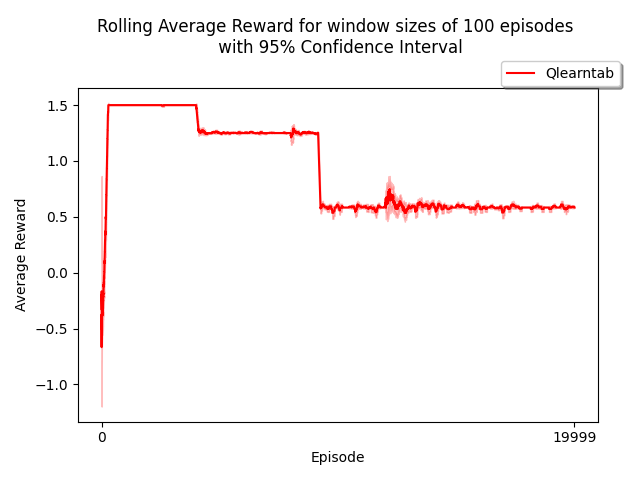 Rolling Average Reward for window sizes of 100 episodes
with 95% Confidence Interval
Qlearntab
1.5
1.0
0.5
0.0
−0.5
−1.0
Average Reward
0
19999
Episode